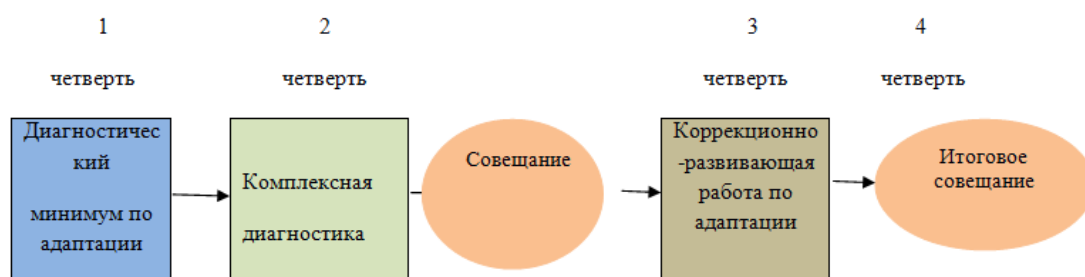 1 2 3 4
четверть четверть четверть четверть
Диагностичес
кий
минимум по
адаптации
Комплексная
диагностика
Совещание
Коррекционно
-развивающая
работа по
адаптации
Итоговое
совещание